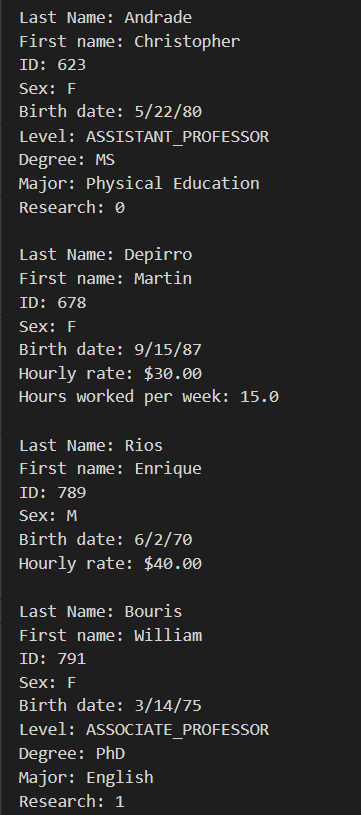 Last Name: Andrade
First name: Christopher
ID: 623
Sex: F
Birth date: 5/22/80
Level: ASSISTANT_PROFESSOR
Degree: MS
Major: Physical Education
Research: 0

Last Name: Depirro
First name: Martin
ID: 678
Sex: F
Birth date: 9/15/87
Hourly rate: $30.00
Hours worked per week: 15.0

Last Name: Rios
First name: Enrique
ID: 789
Sex: M
Birth date: 6/2/70
Hourly rate: $40.00

Last Name: Bouris
First name: William
ID: 791
Sex: F
Birth date: 3/14/75
Level: ASSOCIATE_PROFESSOR
Degree: PhD
Major: English
Research: 1